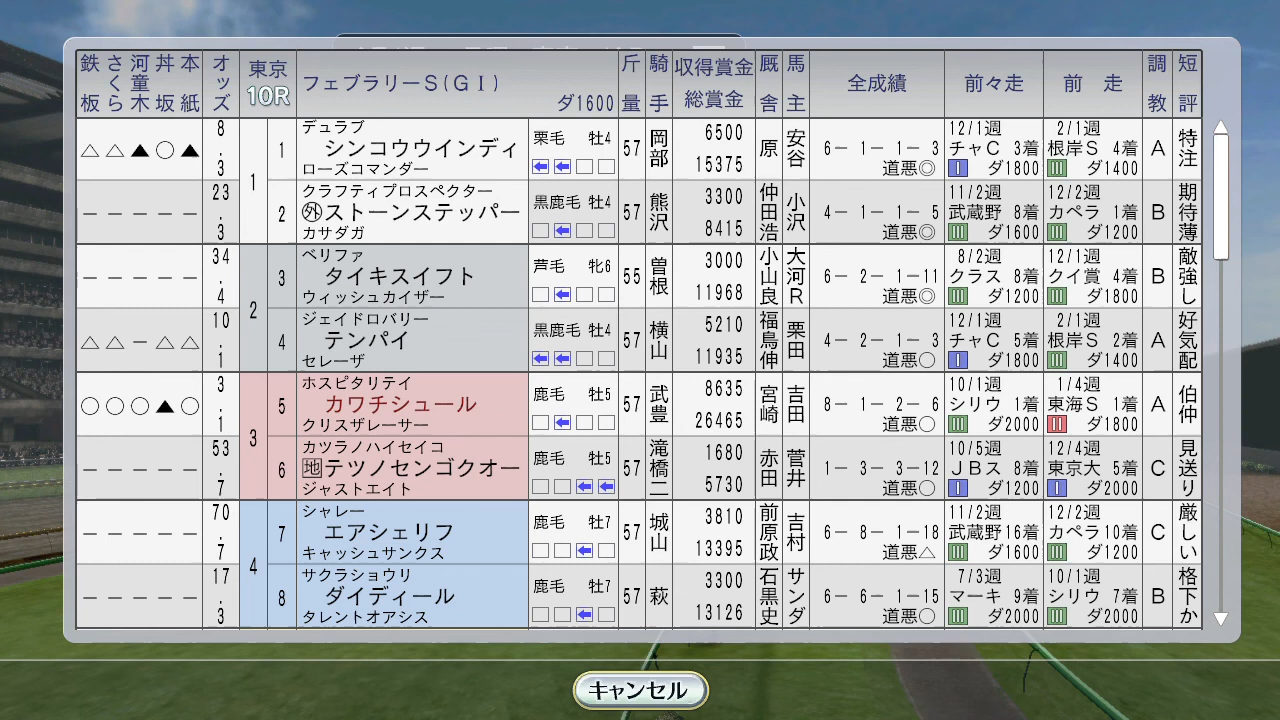 鉄板 さくら 河童木 丼坂 本紙 オッズ 東京10R フェブラリーS(GI) ダ1600 斤量 騎手 収得賞金 総賞金 厩舎 馬主 全成績 前々走 前走 調教 短評
△ △ ▲ ○ ▲ 8.3 1 1 デュラブ
シンコウウインディ
ローズコマンダー
栗毛 牡4 57 岡部 6500 15375 原 安谷 6-1-1-3 道悪◎
12/1週 チャC 3着 I ダ1800
2/1週 根岸S 4着 III ダ1400 A 特注
- - - - - 23.3 2 クラフティプロスペクター
外ストーンステッパー
カサダガ
黒鹿毛 牡4 57 熊沢 3300 8415 仲田浩 小沢 4-1-1-5 道悪◎
11/2週 武蔵野 8着 III ダ1600
12/2週 カペラ 1着 III ダ1200 B 期待薄
- - - - - 34.4 2 3 ベリファ
タイキスイフト
ウィッシュカイザー
芦毛 牝6 55 曽根 3000 11968 小山良 大河R 6-2-1-11 道悪◎
8/2週 クラス 8着 III ダ1200
12/1週 クイ賞 4着 III ダ1800 B 敵強し
△ △ - △ △ 10.1 4 ジェイドロバリー
テンパイ
セレーザ
黒鹿毛 牡4 57 横山 5210 11935 福島伸 栗田 4-2-1-3 道悪○
12/1週 チャC 5着 I ダ1800
2/1週 根岸S 2着 III ダ1400 A 好気配
○ ○ ○ ▲ ○ 3.1 3 5 ホスピタリテイ
カワチシュール
クリスザレーサー
鹿毛 牡5 57 武豊 8635 26465 宮崎 吉田 8-1-2-6 道悪○
10/1週 シリウ 1着 III ダ2000
1/4週 東海S 1着 II ダ1800 A 伯仲
- - - - - 53.7 6 カツラノハイセイコ
地テツノセンゴクオー
ジャストエイト
鹿毛 牡5 57 滝橋二 1680 5730 赤田 菅井 1-3-3-12 道悪○
10/5週 JBス 8着 I ダ1200
12/4週 東京大 5着 I ダ2000 C 見送り
- - - - - 70.7 4 7 シャレー
エアシェリフ
キャッシュサンクス
鹿毛 牡7 57 城山 3810 13395 前原政 吉村 6-8-1-18 道悪△
11/2週 武蔵野 16着 III ダ1600
12/2週 カペラ 10着 III ダ1200 C 厳しい
- - - - - 17.3 8 サクラショウリ
ダイディール
タレントオアシス
鹿毛 牡7 57 萩 3300 13126 石黒史 サンダ 6-6-1-15 道悪○
7/3週 マーキ 9着 III ダ2000
10/1週 シリウ 7着 III ダ2000 B 格下か
キャンセル